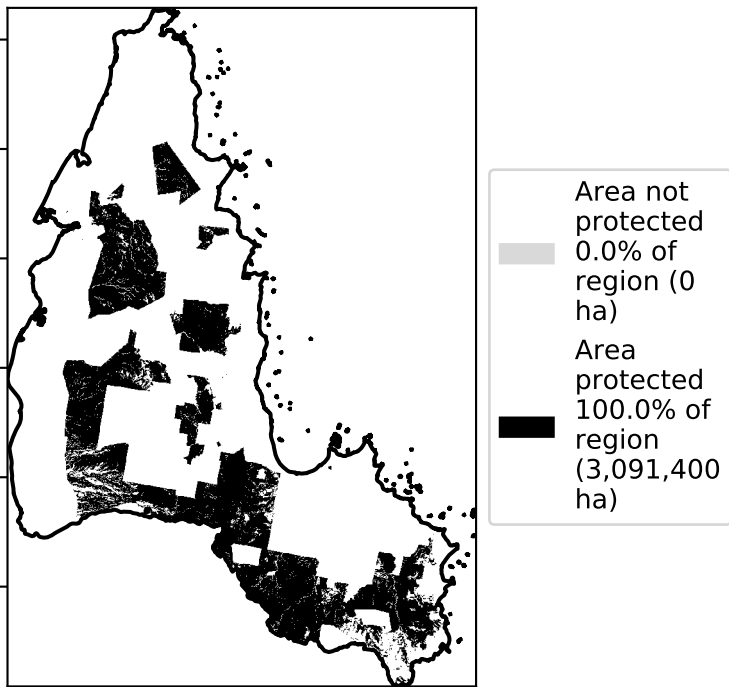 Area not
protected
0.0% of
region (0
ha)
Area
protected
100.0% of
region
(3,091,400
ha)